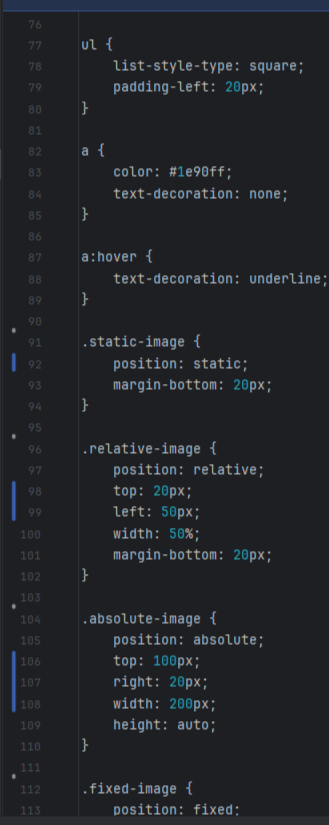 76
77 ul {
78 list-style-type: square;
79 padding-left: 20px;
80 }
81
82 a {
83 color: #1e90ff;
84 text-decoration: none;
85 }
86
87 a:hover {
88 text-decoration: underline;
89 }
90
91 .static-image {
92 position: static;
93 margin-bottom: 20px;
94 }
95
96 .relative-image {
97 position: relative;
98 top: 20px;
99 left: 50px;
100 width: 50%;
101 margin-bottom: 20px;
102 }
103
104 .absolute-image {
105 position: absolute;
106 top: 100px;
107 right: 20px;
108 width: 200px;
109 height: auto;
110 }
111
112 .fixed-image {
113 position: fixed;